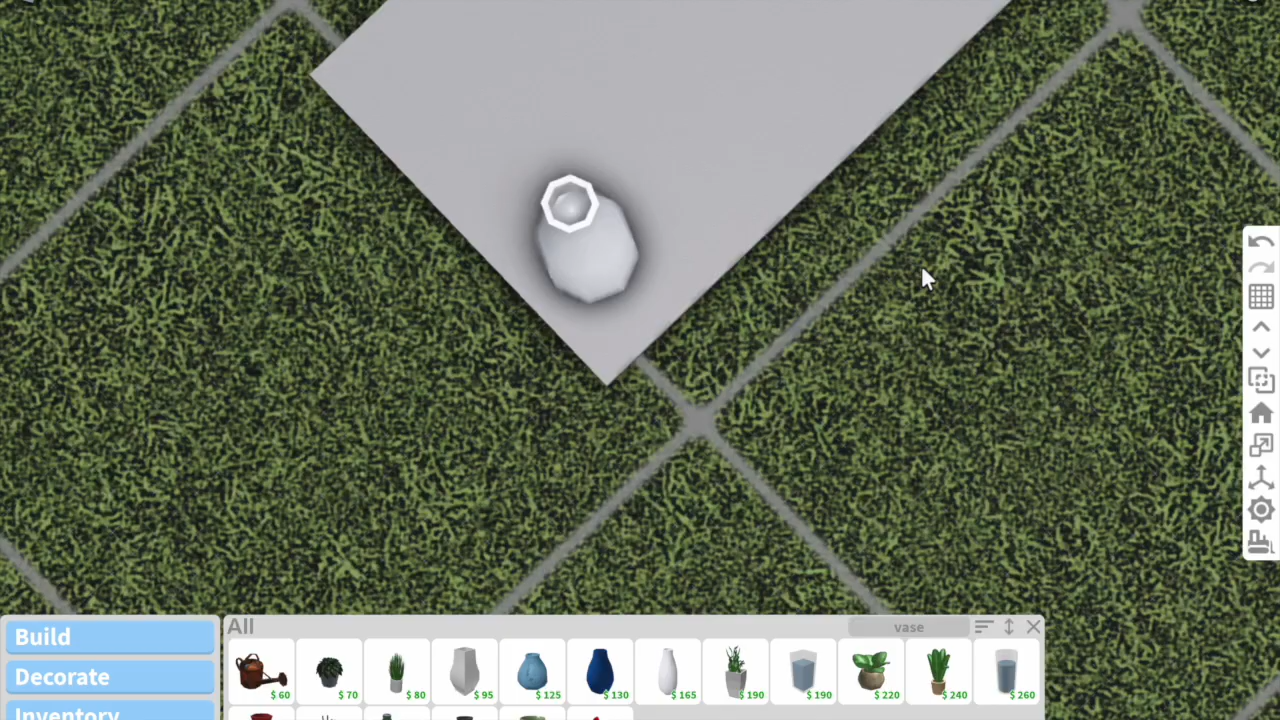 Build
All
vase
Decorate
$ 60
$ 70
$ 80
$ 95
$ 125
$ 130
$ 165
$ 190
$ 190
$ 220
$ 240
$ 260
Inventory